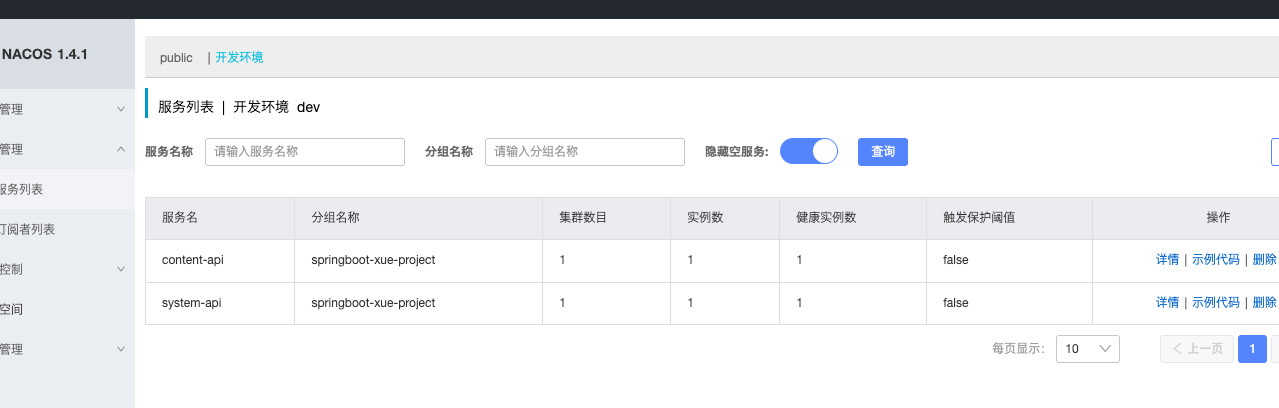 NACOS 1.4.1
public | 开发环境
管理
服务列表 | 开发环境 dev
管理
服务名称 请输入服务名称 分组名称 请输入分组名称 隐藏空服务: 查询
服务列表
订阅者列表
控制
空间
管理
服务名 分组名称 集群数目 实例数 健康实例数 触发保护阈值 操作
content-api springboot-xue-project 1 1 1 false 详情 | 示例代码 | 删除
system-api springboot-xue-project 1 1 1 false 详情 | 示例代码 | 删除
每页显示: 10 上一页 1